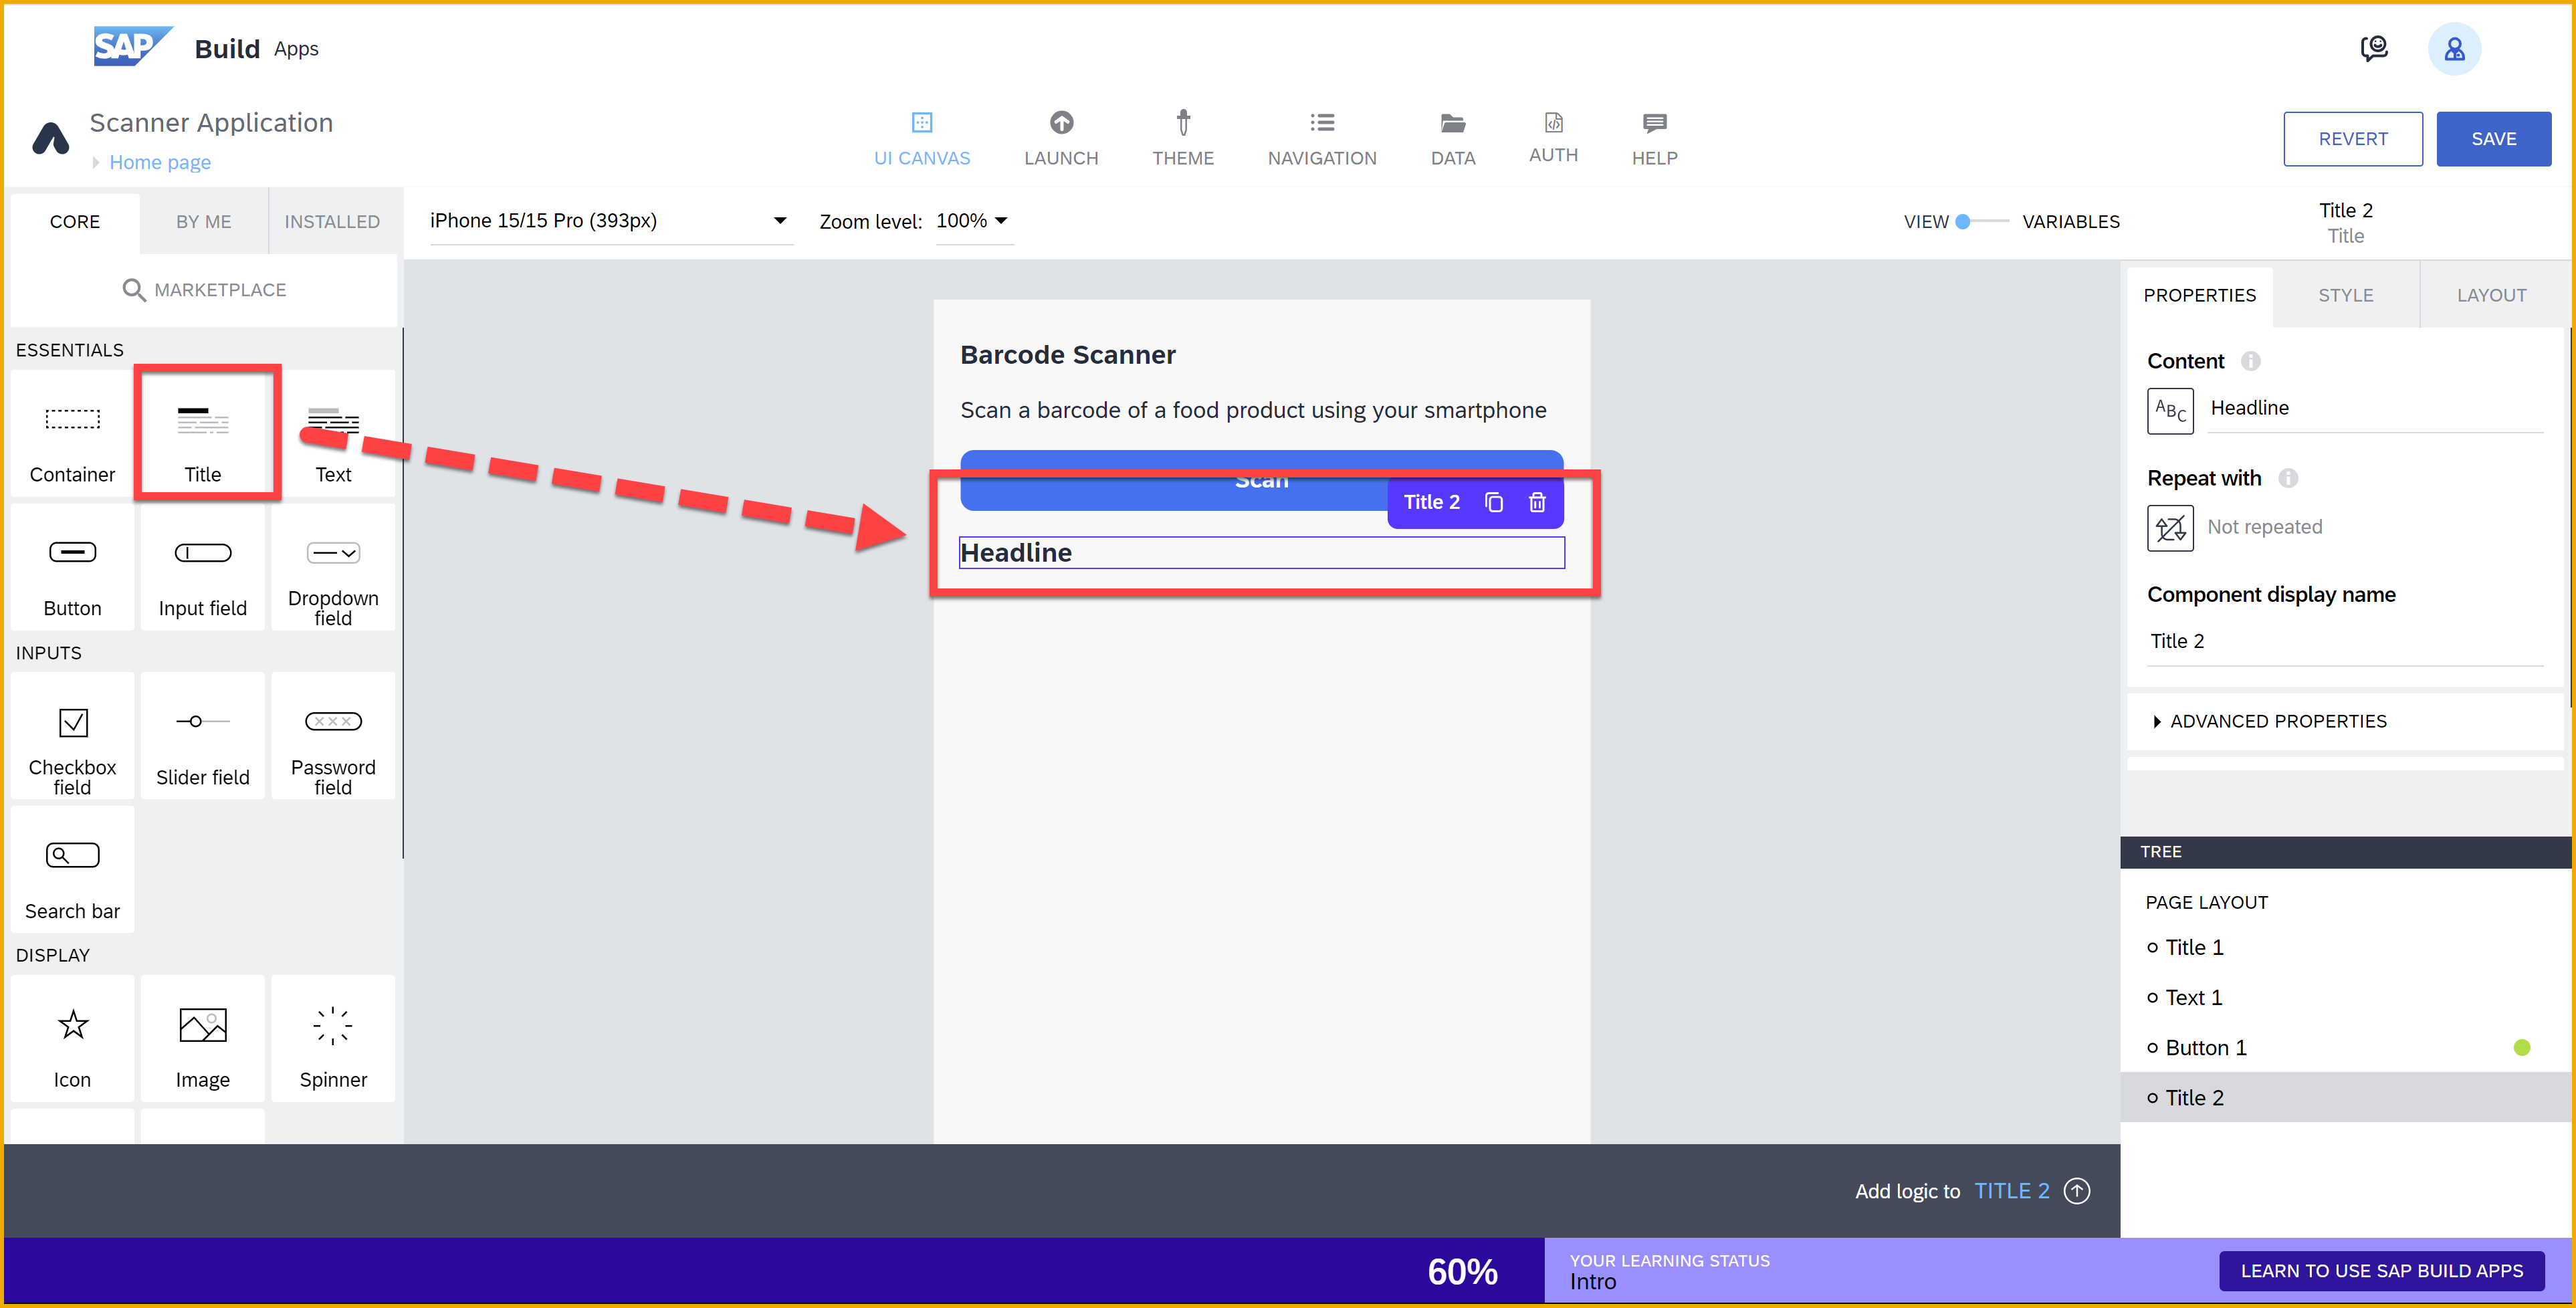 SAP Build Apps
Scanner Application
Home page
UI CANVAS
LAUNCH
THEME
NAVIGATION
DATA
AUTH
HELP
REVERT
SAVE
CORE
BY ME
INSTALLED
MARKETPLACE
iPhone 15/15 Pro (393px)
Zoom level: 100%
VIEW
VARIABLES
Title 2
Title
ESSENTIALS
Container
Title
Text
Button
Input field
Dropdown
field
INPUTS
Checkbox
field
Slider field
Password
field
Search bar
DISPLAY
Icon
Image
Spinner
Barcode Scanner
Scan a barcode of a food product using your smartphone
Scan
Title 2
Headline
PROPERTIES
STYLE
LAYOUT
Content
ABC
Headline
Repeat with
Not repeated
Component display name
Title 2
ADVANCED PROPERTIES
TREE
PAGE LAYOUT
Title 1
Text 1
Button 1
Title 2
Add logic to TITLE 2
60%
YOUR LEARNING STATUS
Intro
LEARN TO USE SAP BUILD APPS